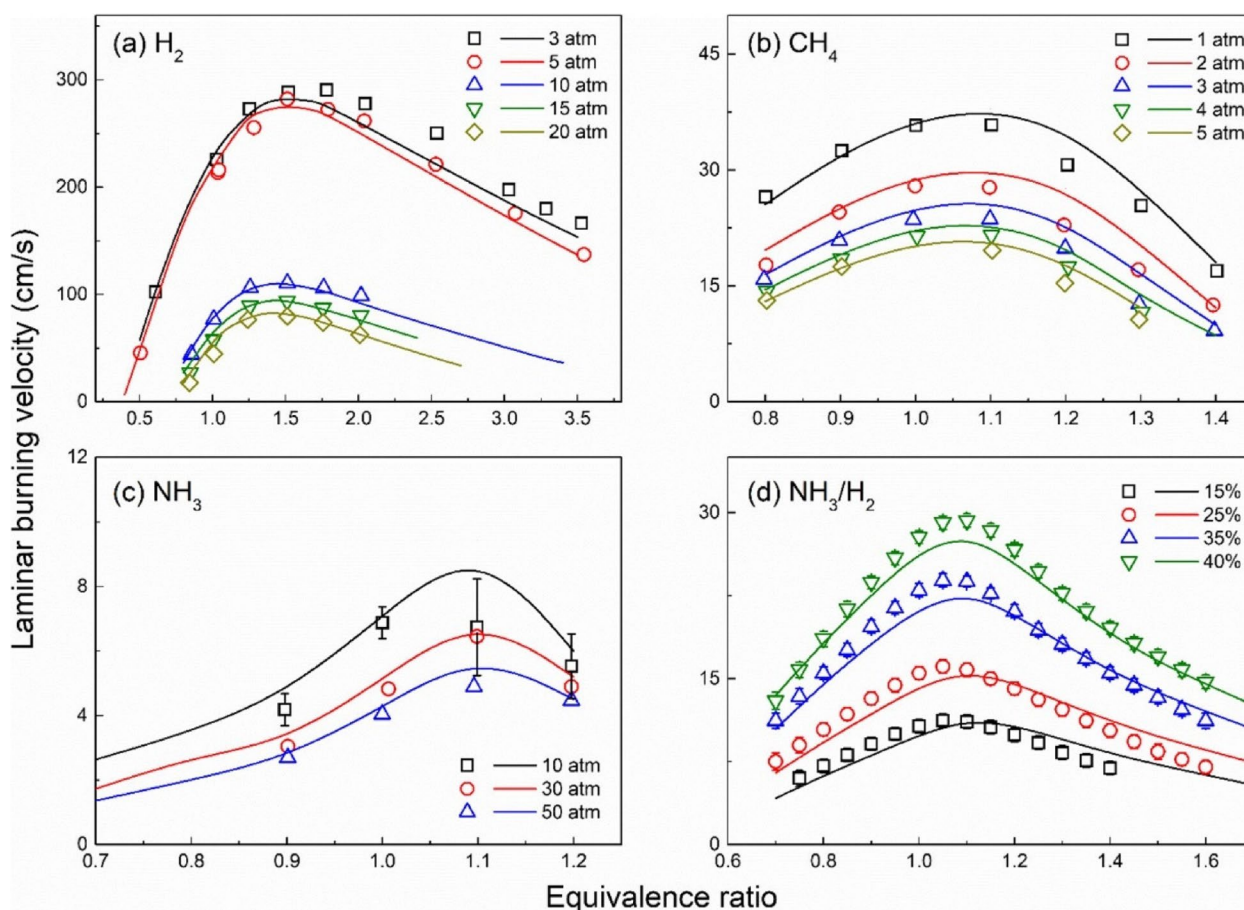 Laminar burning velocity (cm/s)
(a) H2
3 atm
5 atm
10 atm
15 atm
20 atm
300
200
100
0
0.5 1.0 1.5 2.0 2.5 3.0 3.5
(b) CH4
1 atm
2 atm
3 atm
4 atm
5 atm
45
30
15
0
0.8 0.9 1.0 1.1 1.2 1.3 1.4
(c) NH3
10 atm
30 atm
50 atm
12
8
4
0
0.7 0.8 0.9 1.0 1.1 1.2
(d) NH3/H2
15%
25%
35%
40%
30
15
0
0.6 0.8 1.0 1.2 1.4 1.6
Equivalence ratio